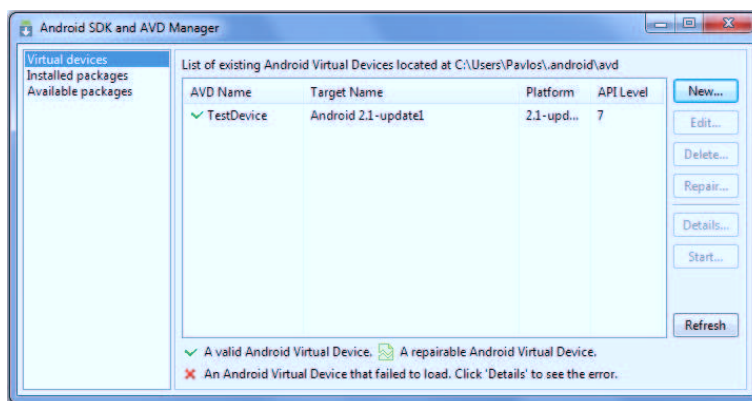 Android SDK and AVD Manager
Virtual devices
Installed packages
Available packages
List of existing Android Virtual Devices located at C:\Users\Pavlos\.android\avd
AVD Name Target Name Platform API Level
TestDevice Android 2.1-update1 2.1-upd... 7
New...
Edit...
Delete...
Repair...
Details...
Start...
Refresh
A valid Android Virtual Device. A repairable Android Virtual Device.
An Android Virtual Device that failed to load. Click 'Details' to see the error.